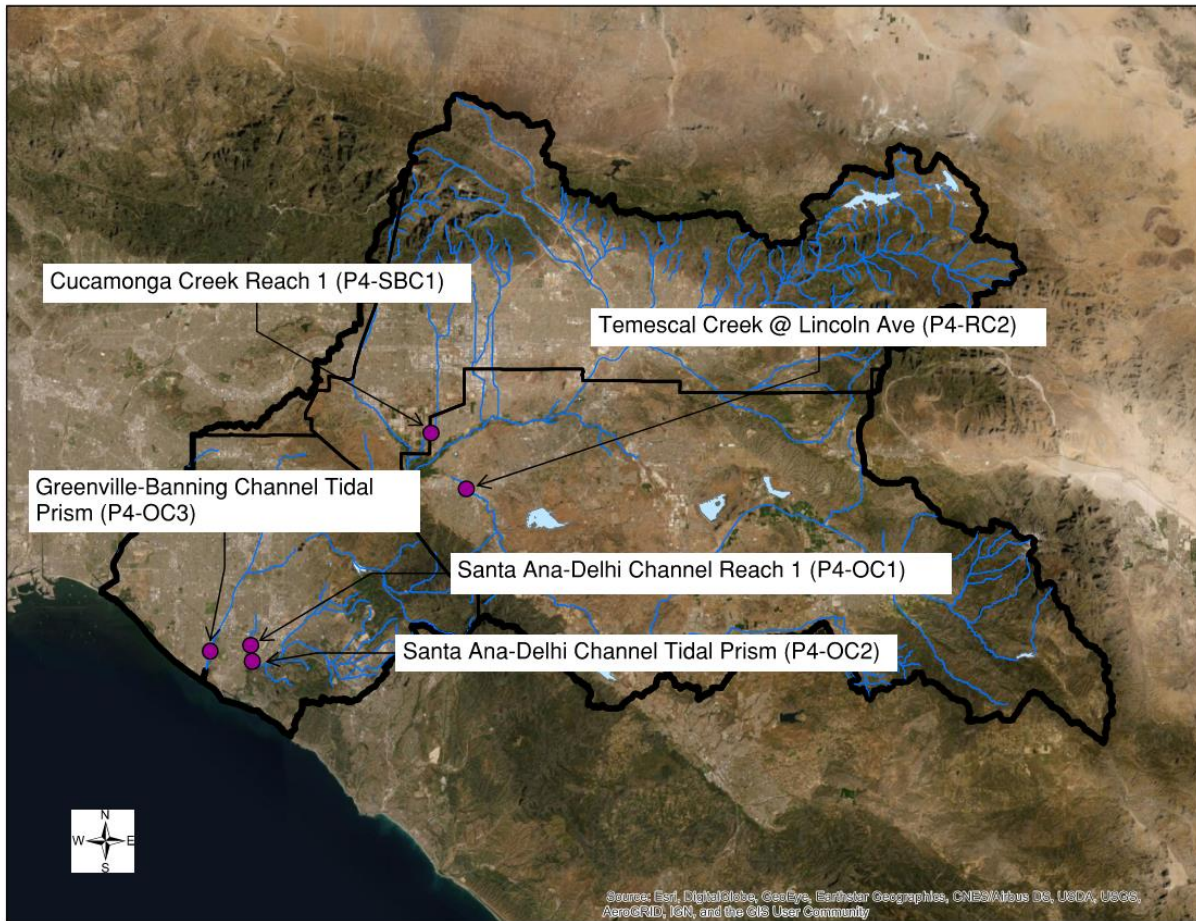 Cucamonga Creek Reach 1 (P4-SBC1)
Temescal Creek @ Lincoln Ave (P4-RC2)
Greenville-Banning Channel Tidal
Prism (P4-OC3)
Santa Ana-Delhi Channel Reach 1 (P4-OC1)
Santa Ana-Delhi Channel Tidal Prism (P4-OC2)
N
W E
S
Source: Esri, DigitalGlobe, GeoEye, Earthstar Geographics, CNES/Airbus DS, USDA, USGS,
AeroGRID, IGN, and the GIS User Community